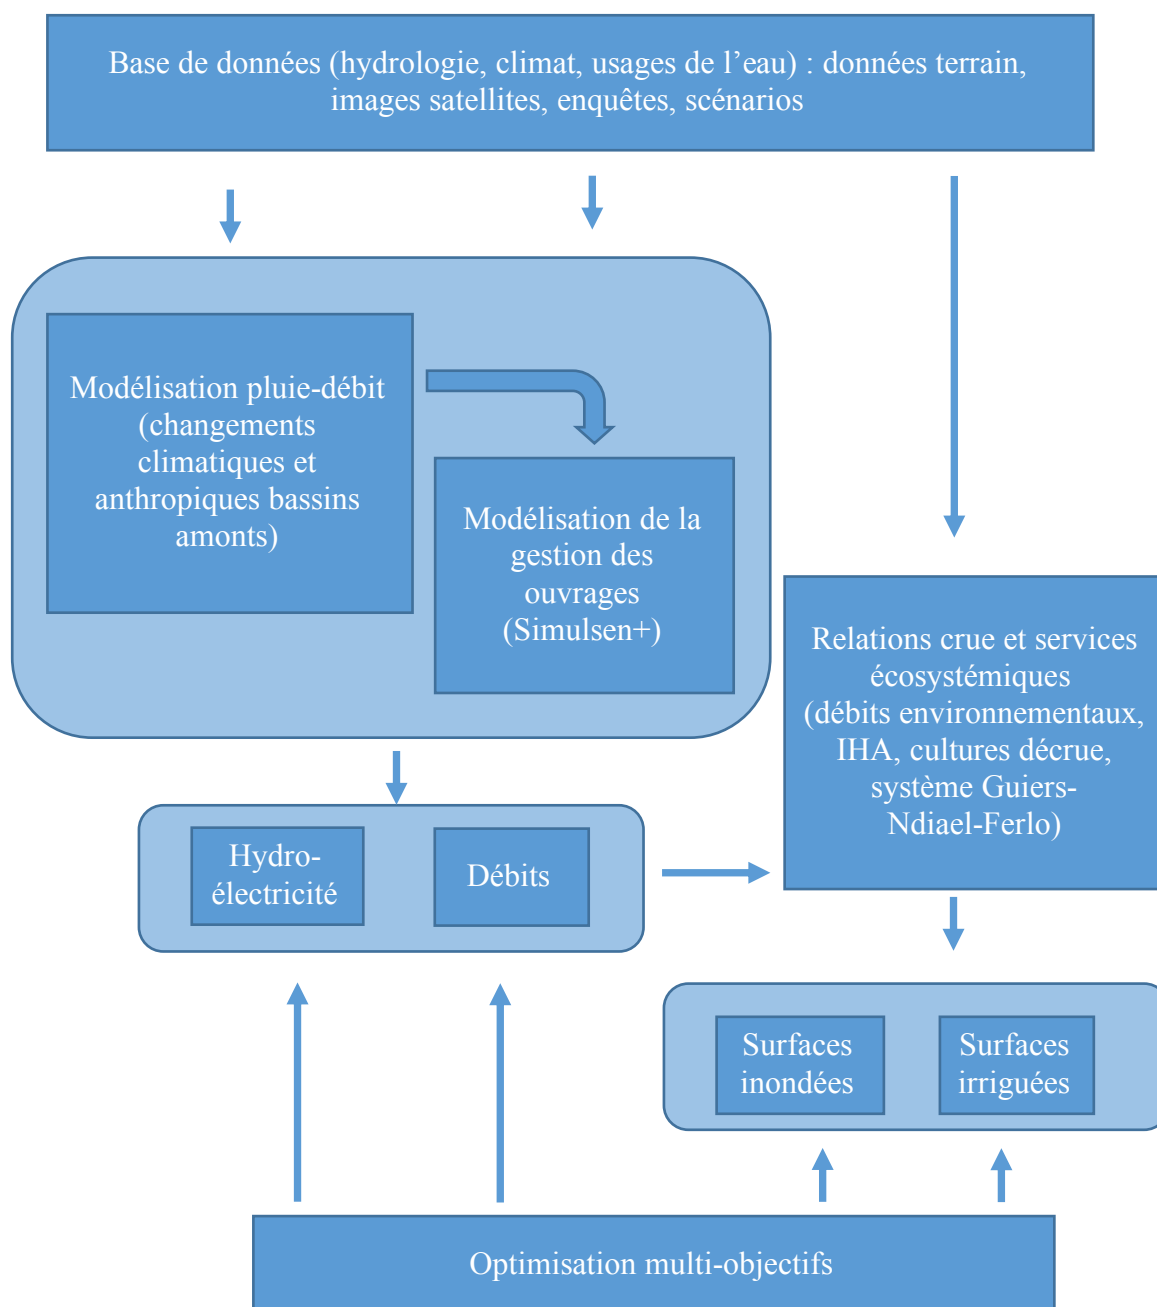 Base de données (hydrologie, climat, usages de l’eau) : données terrain,
images satellites, enquêtes, scénarios
Modélisation pluie-débit
(changements
climatiques et
anthropiques bassins
amonts)
Modélisation de la
gestion des
ouvrages
(Simulsen+)
Relations crue et services
écosystémiques
(débits environnementaux,
IHA, cultures décrue,
système Guiers-
Ndiael-Ferlo)
Hydro-
électricité
Débits
Surfaces
inondées
Surfaces
irriguées
Optimisation multi-objectifs